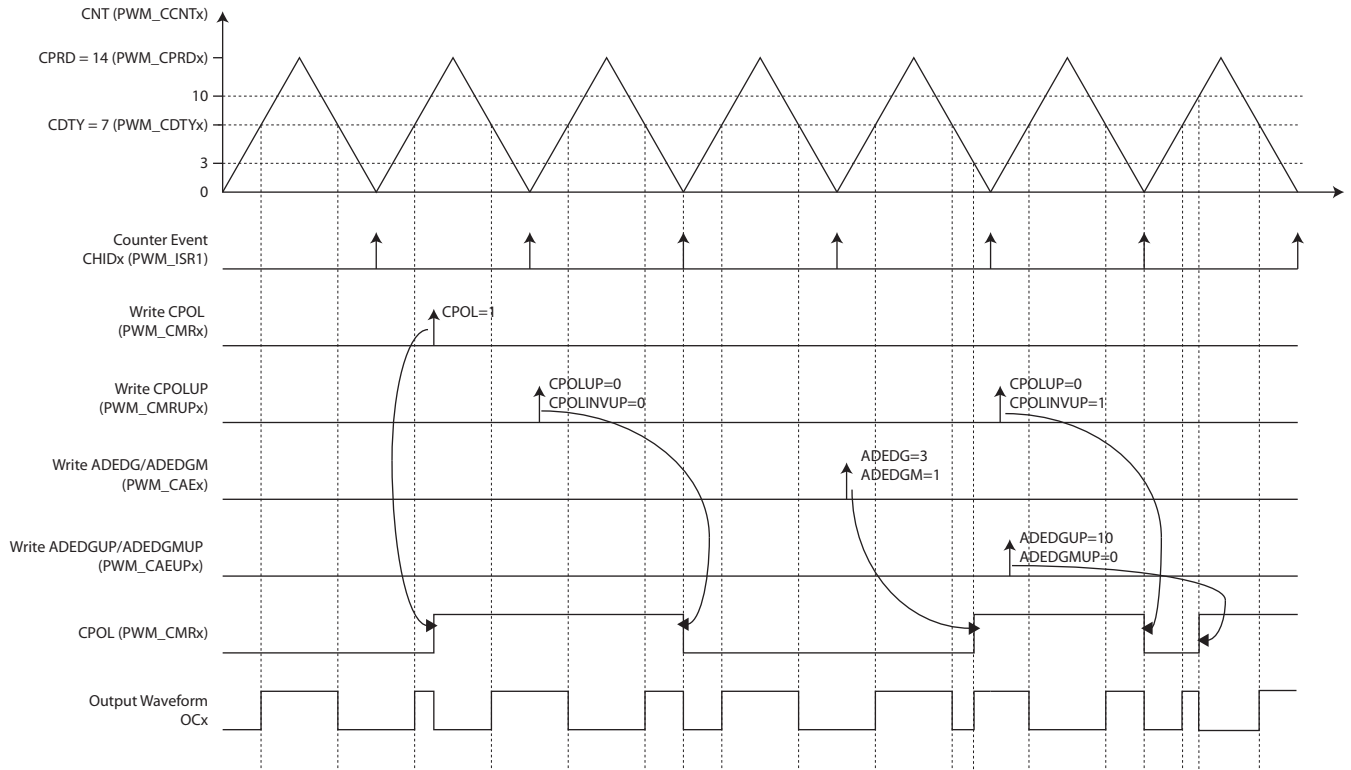 CNT (PWM_CCNTx)
CPRD = 14 (PWM_CPRDx)
10
CDTY = 7 (PWM_CDTYx)
3
0
Counter Event
CHIDx (PWM_ISR1)
Write CPOL
(PWM_CMRx)
CPOL=1
Write CPOLUP
(PWM_CMRUPx)
CPOLUP=0
CPOLINVUP=0
CPOLUP=0
CPOLINVUP=1
Write ADEDG/ADEDGM
(PWM_CAEx)
ADEDG=3
ADEDGM=1
Write ADEDGUP/ADEDGMUP
(PWM_CAEUPx)
ADEDGUP=10
ADEDGMUP=0
CPOL (PWM_CMRx)
Output Waveform
OCx